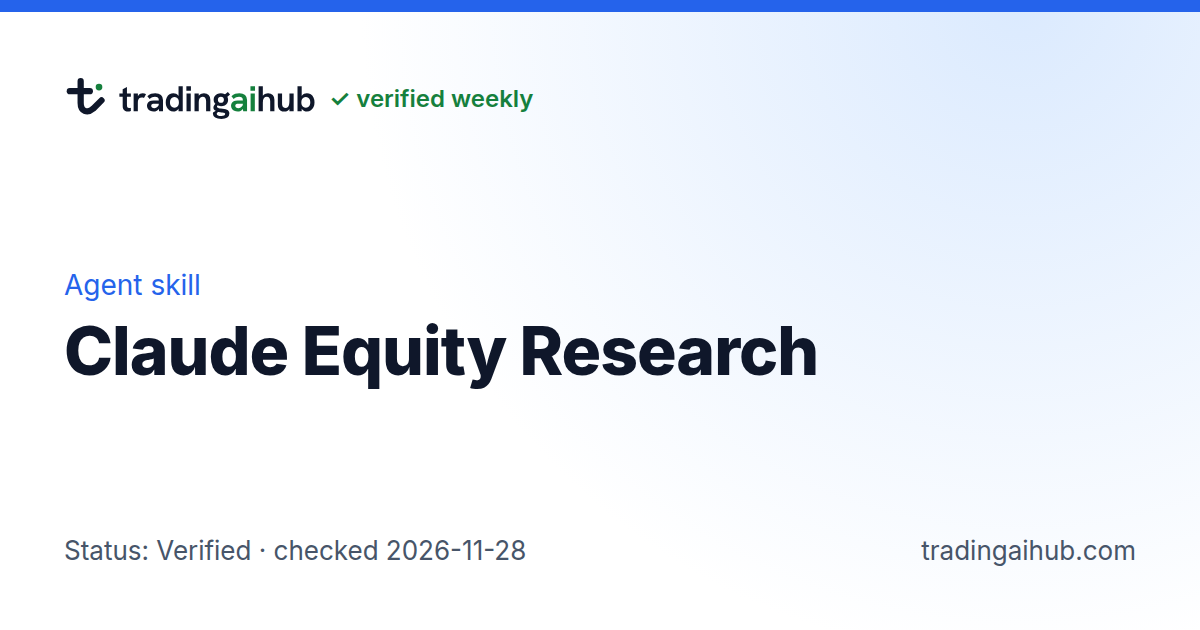 tradingaihub ✓ verified weekly
Agent skill
Claude Equity Research
Status: Verified · checked 2026-11-28
tradingaihub.com